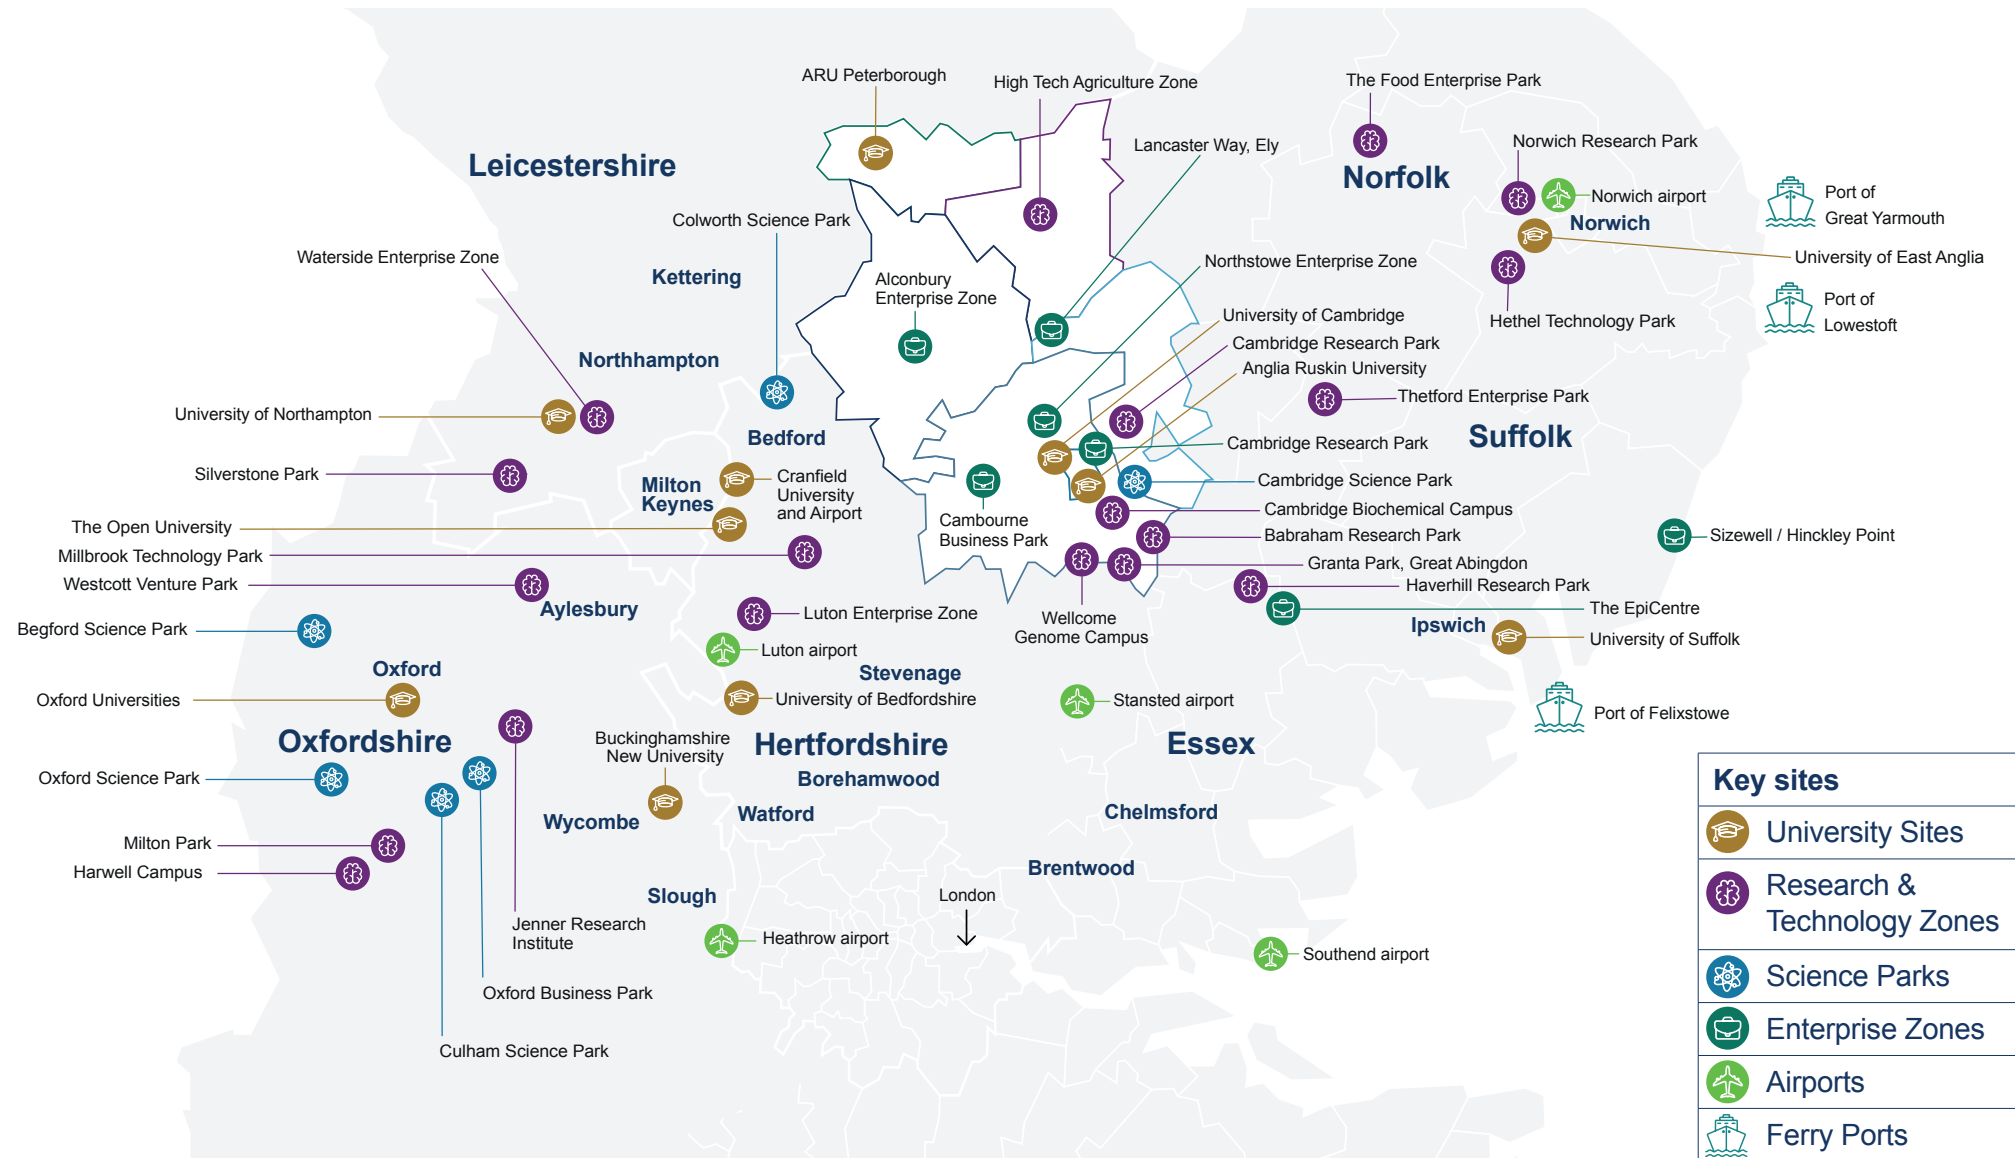 ARU Peterborough
High Tech Agriculture Zone
The Food Enterprise Park
Lancaster Way, Ely
Norwich Research Park
Leicestershire
Norfolk
Norwich airport
Port of
Great Yarmouth
Colworth Science Park
Norwich
Waterside Enterprise Zone
University of East Anglia
Kettering
Alconbury
Enterprise Zone
Northstowe Enterprise Zone
Port of
Lowestoft
University of Cambridge
Hethel Technology Park
Cambridge Research Park
Northhampton
Anglia Ruskin University
Thetford Enterprise Park
University of Northampton
Bedford
Cambridge Research Park
Suffolk
Silverstone Park
Milton
Keynes
Cranfield
University
and Airport
Cambridge Science Park
The Open University
Cambourne
Business Park
Cambridge Biochemical Campus
Sizewell / Hinckley Point
Millbrook Technology Park
Babraham Research Park
Granta Park, Great Abingdon
Westcott Venture Park
Haverhill Research Park
Aylesbury
Luton Enterprise Zone
Wellcome
Genome Campus
The EpiCentre
Begford Science Park
Ipswich
University of Suffolk
Luton airport
Oxford
Stevenage
Oxford Universities
University of Bedfordshire
Stansted airport
Port of Felixstowe
Oxfordshire
Buckinghamshire
New University
Hertfordshire
Essex
Oxford Science Park
Borehamwood
Wycombe
Watford
Chelmsford
Milton Park
Harwell Campus
Brentwood
Slough
London
Jenner Research
Institute
Heathrow airport
Southend airport
Oxford Business Park
Culham Science Park
Key sites
University Sites
Research &
Technology Zones
Science Parks
Enterprise Zones
Airports
Ferry Ports